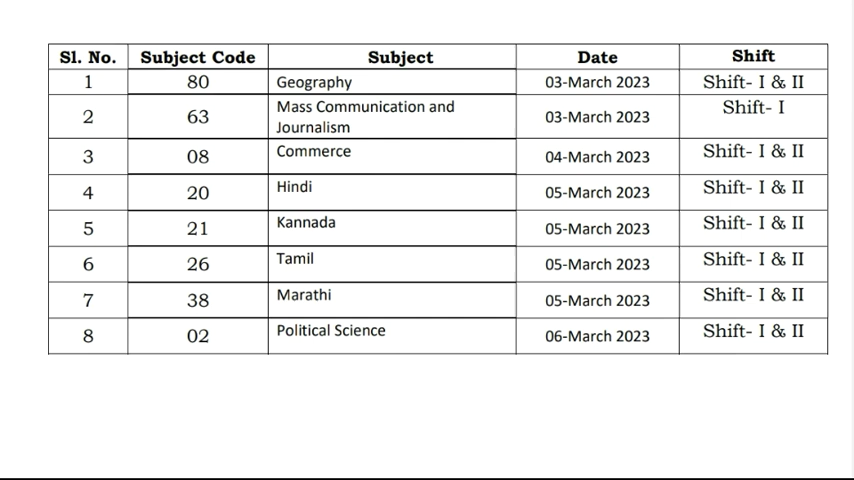 Sl. No. Subject Code Subject Date Shift
1 80 Geography 03-March 2023 Shift- I & II
2 63 Mass Communication and Journalism 03-March 2023 Shift- I
3 08 Commerce 04-March 2023 Shift- I & II
4 20 Hindi 05-March 2023 Shift- I & II
5 21 Kannada 05-March 2023 Shift- I & II
6 26 Tamil 05-March 2023 Shift- I & II
7 38 Marathi 05-March 2023 Shift- I & II
8 02 Political Science 06-March 2023 Shift- I & II